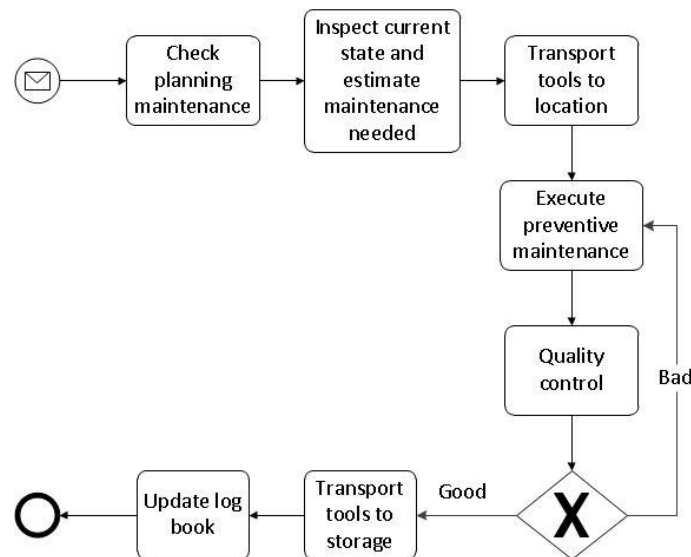 Check
planning
maintenance
Inspect current
state and
estimate
maintenance
needed
Transport
tools to
location
Execute
preventive
maintenance
Quality
control
Bad
X
Good
Transport
tools to
storage
Update log
book